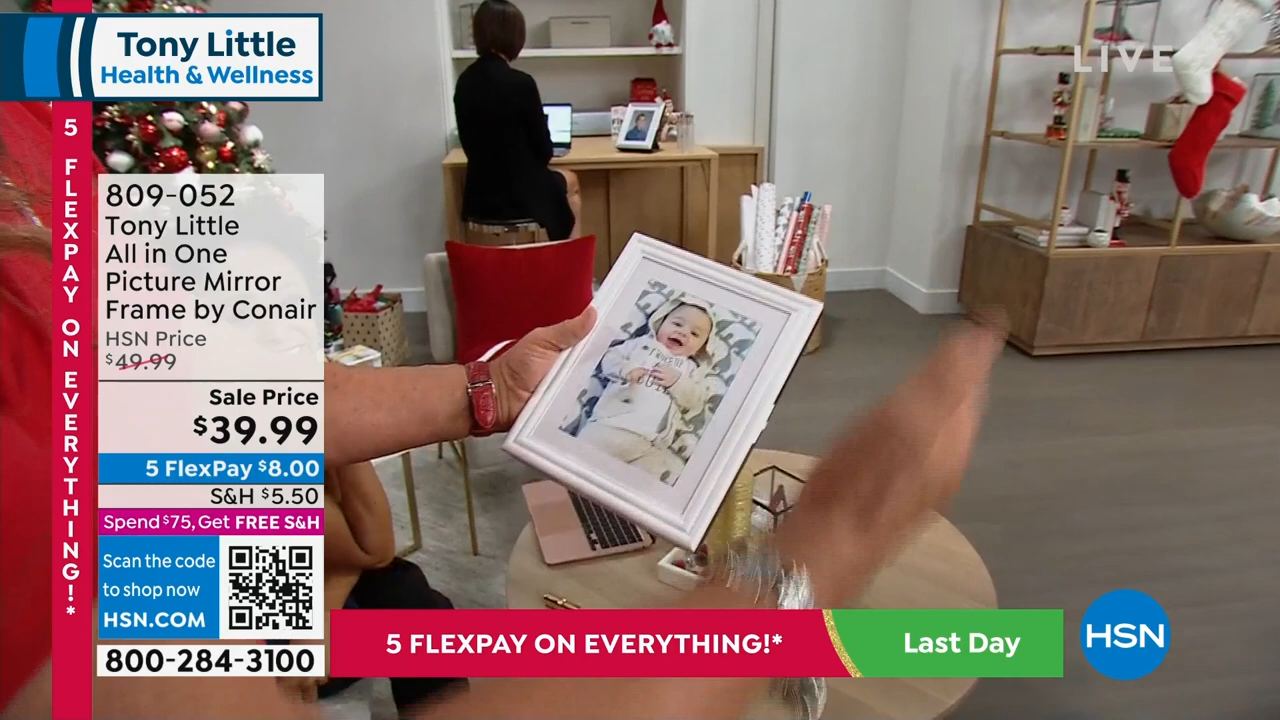 Tony Little
Health & Wellness
LIVE
5 FLEXPAY ON EVERYTHING!*
809-052
Tony Little
All in One
Picture Mirror
Frame by Conair
HSN Price
$49.99
Sale Price
$39.99
5 FlexPay $8.00
S&H $5.50
Spend $75, Get FREE S&H
Scan the code
to shop now
HSN.COM
800-284-3100
5 FLEXPAY ON EVERYTHING!*
Last Day
HSN